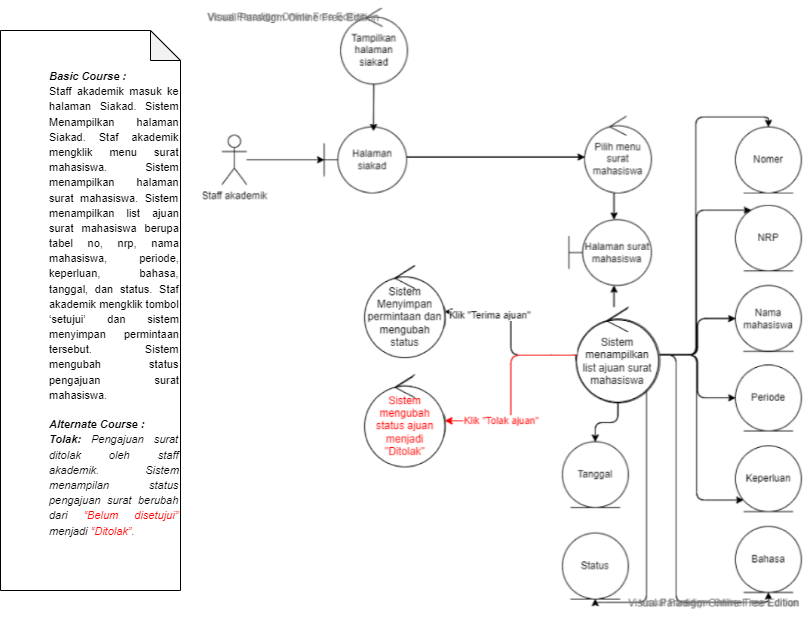 Visual Paradigm Online Free Edition
Basic Course :
Staff akademik masuk ke
halaman Siakad. Sistem
Menampilkan halaman
Siakad. Staf akademik
mengklik menu surat
mahasiswa. Sistem
menampilkan halaman
surat mahasiswa. Sistem
menampilkan list ajuan
surat mahasiswa berupa
tabel no, nrp, nama
mahasiswa, periode,
keperluan, bahasa,
tanggal, dan status. Staf
akademik mengklik tombol
'setujui' dan sistem
menyimpan permintaan
tersebut. Sistem
mengubah status
pengajuan surat
mahasiswa.
Alternate Course :
Tolak: Pengajuan surat
ditolak oleh staff
akademik. Sistem
menampilan status
pengajuan surat berubah
dari "Belum disetujui"
menjadi "Ditolak".
Tampilkan
halaman
siakad
Staff akademik
Halaman
siakad
Pilih menu
surat
mahasiswa
Halaman surat
mahasiswa
Sistem
Menyimpan
permintaan dan
mengubah
status
Klik "Terima ajuan"
Sistem
menampilkan
list ajuan surat
mahasiswa
Sistem
mengubah
status ajuan
menjadi
"Ditolak"
Klik "Tolak ajuan"
Nomer
NRP
Nama
mahasiswa
Periode
Keperluan
Bahasa
Tanggal
Status
Visual Paradigm Online Free Edition